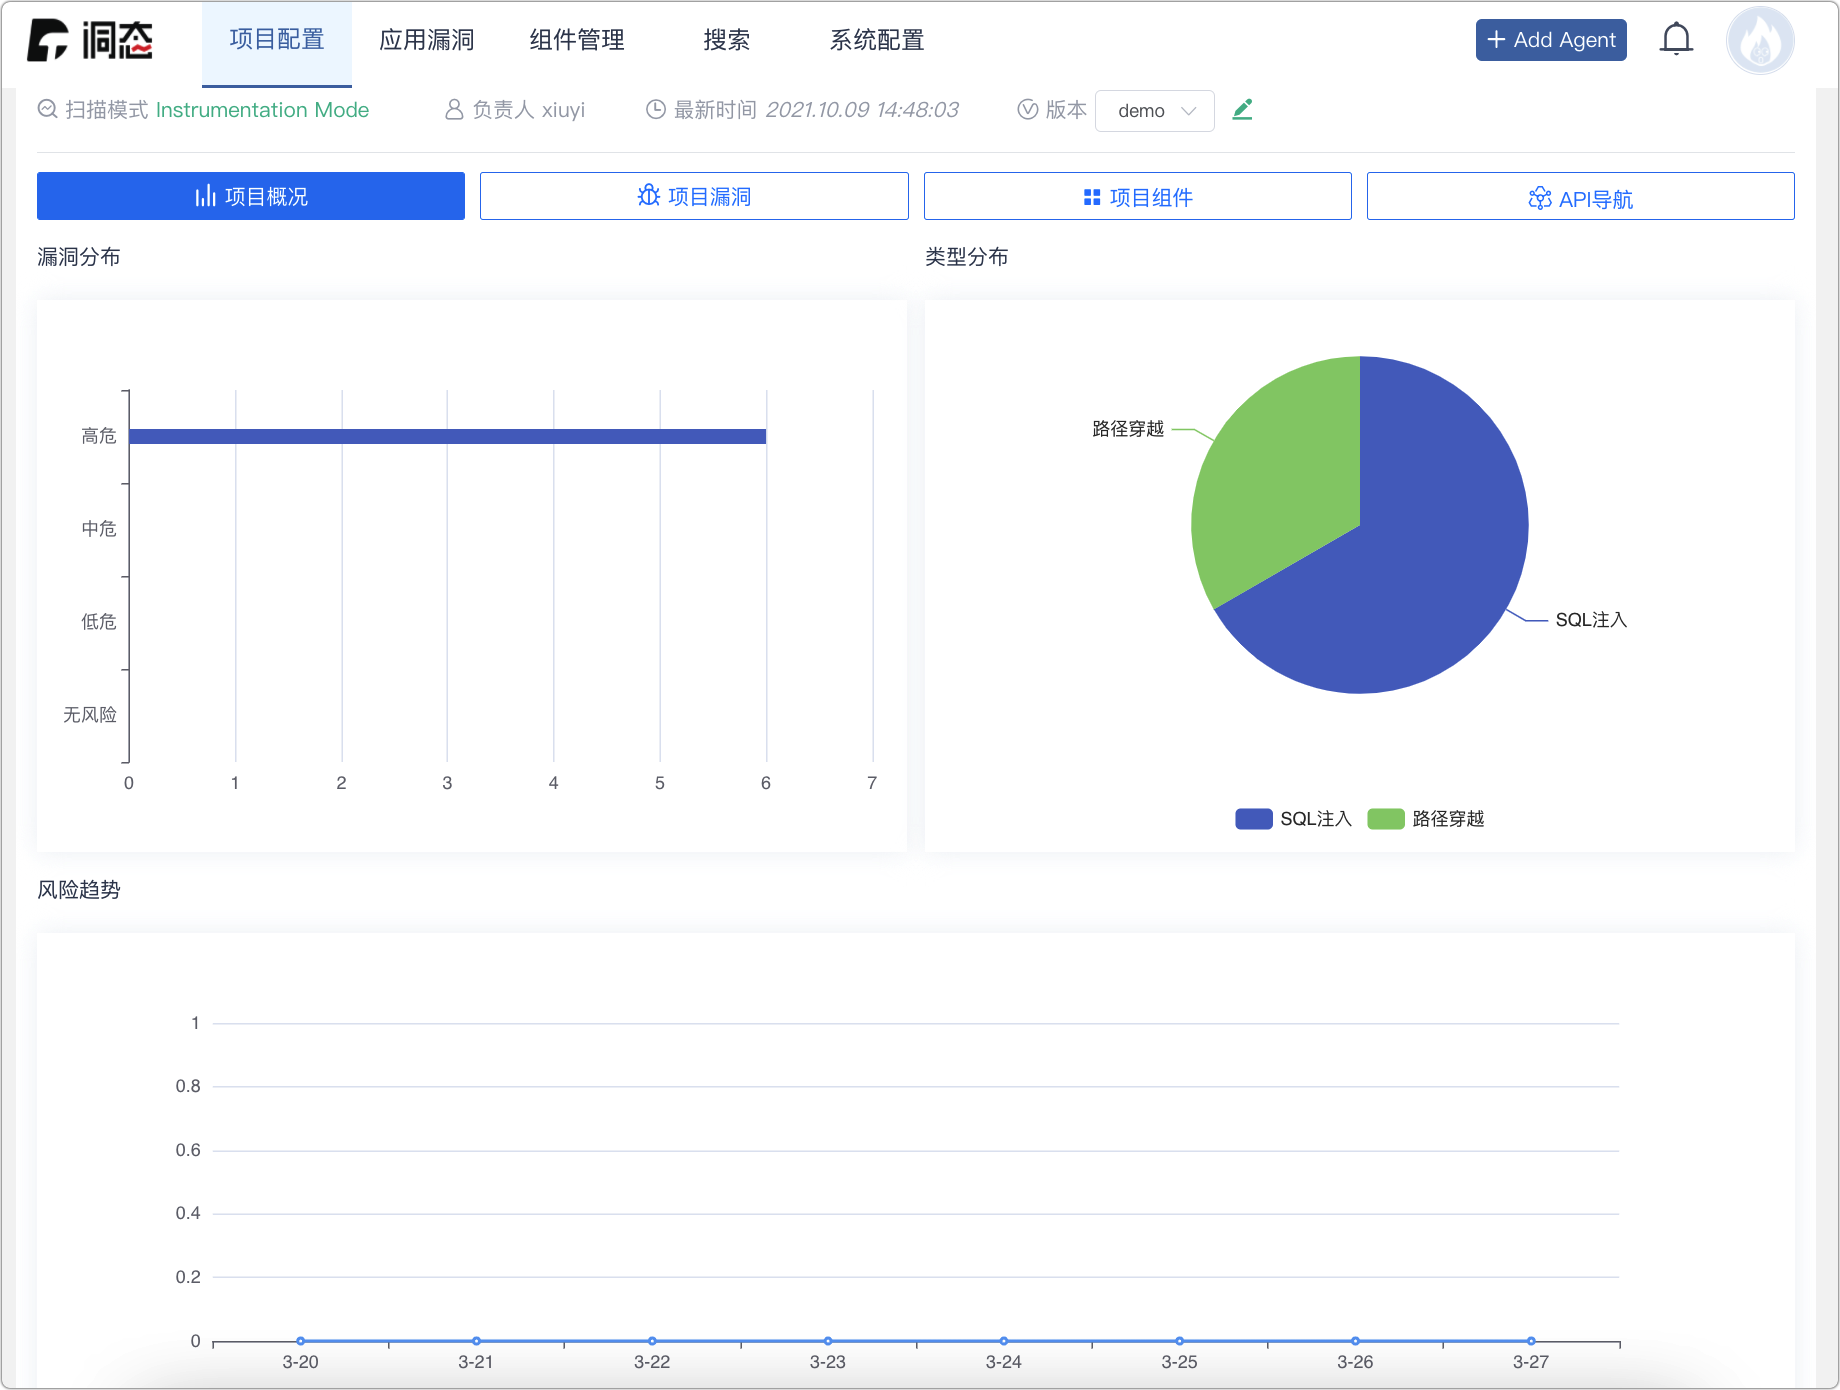 洞态 项目配置 应用漏洞 组件管理 搜索 系统配置 Add Agent
扫描模式 Instrumentation Mode 负责人 xiuyi 最新时间 2021.10.09 14:48:03 版本 demo
项目概况 项目漏洞 项目组件 API导航
漏洞分布
高危
中危
低危
无风险
0 1 2 3 4 5 6 7
类型分布
路径穿越
SQL注入
SQL注入 路径穿越
风险趋势
1
0.8
0.6
0.4
0.2
0
3-20 3-21 3-22 3-23 3-24 3-25 3-26 3-27